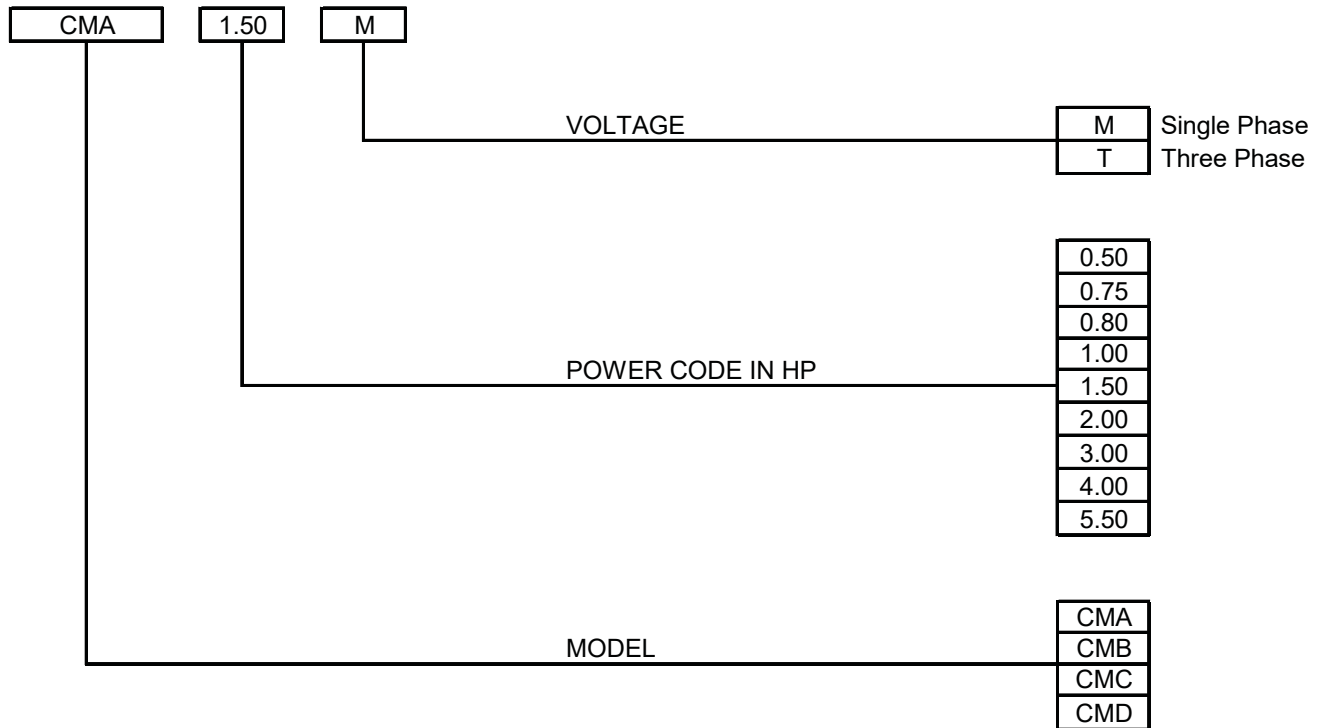 CMA 1.50 M
VOLTAGE M Single Phase
T Three Phase
0.50
0.75
0.80
1.00
POWER CODE IN HP
1.50
2.00
3.00
4.00
5.50
CMA
MODEL CMB
CMC
CMD